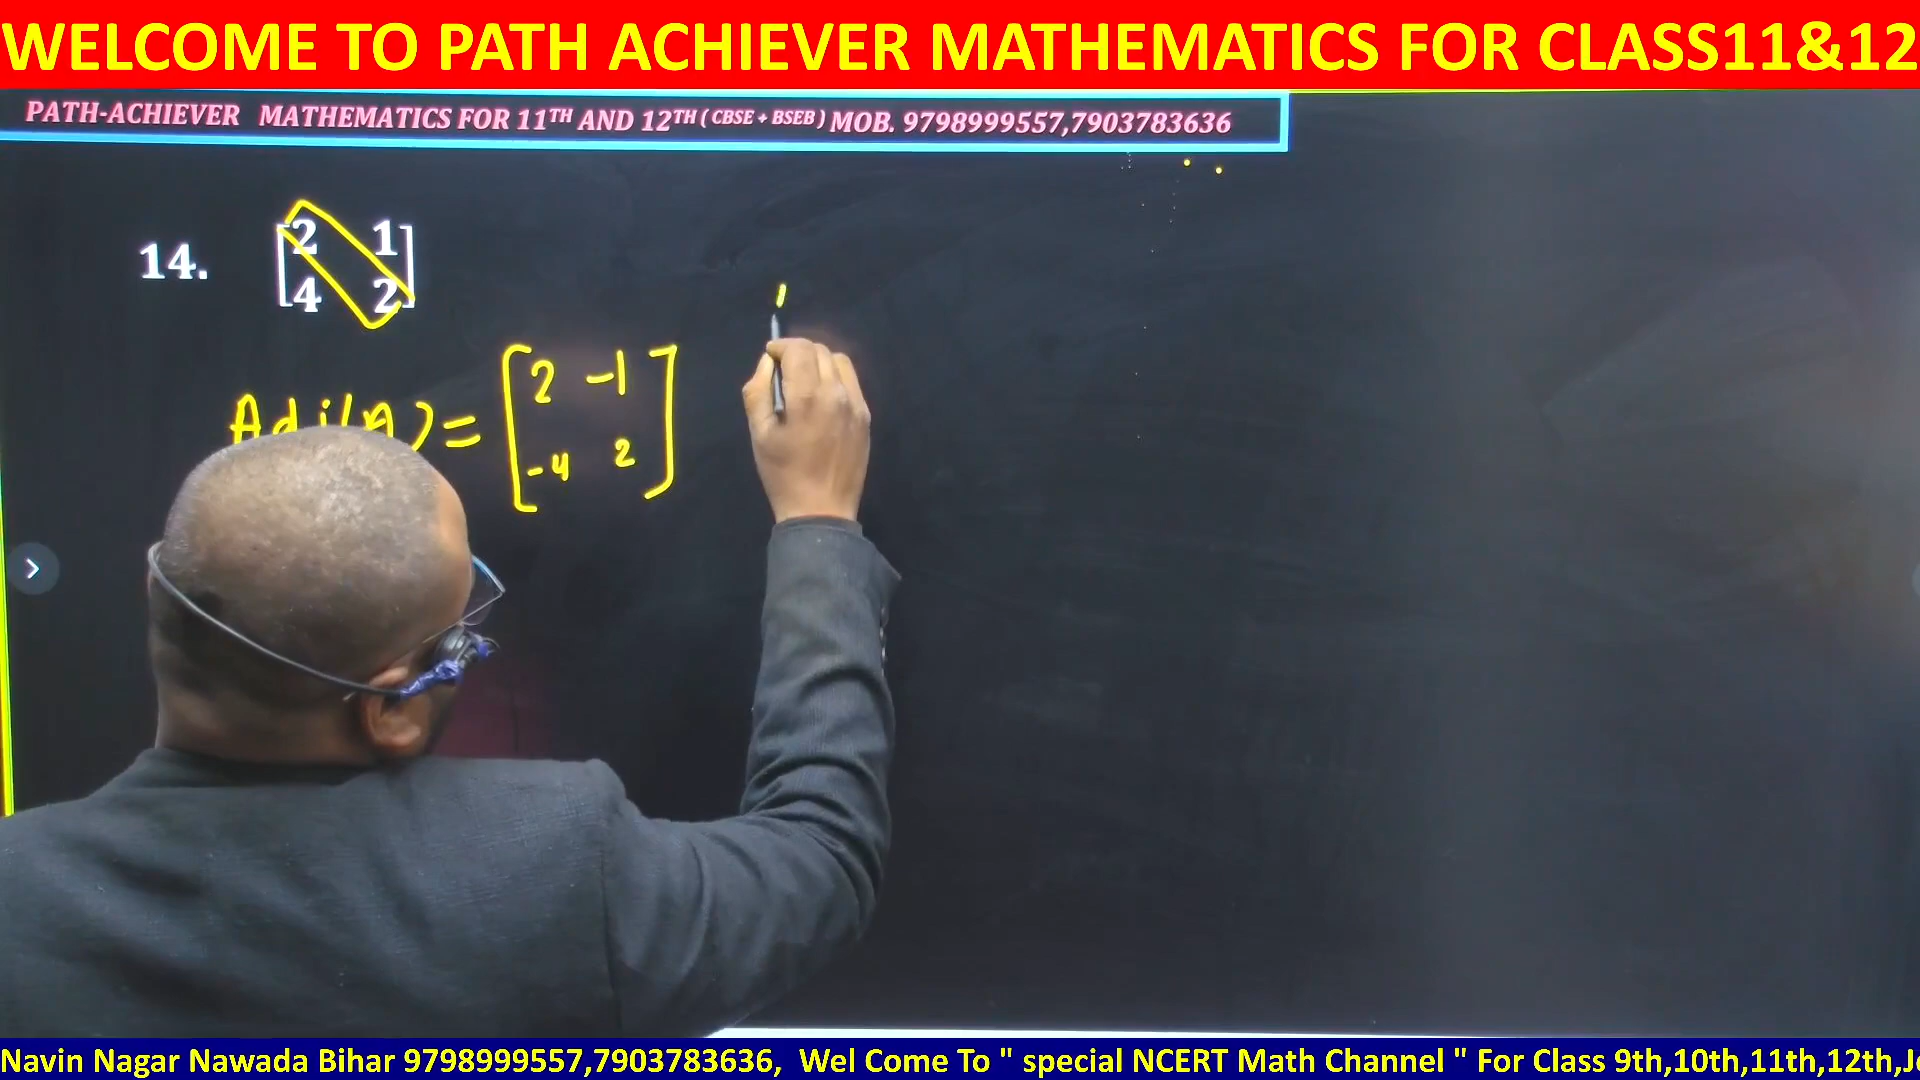 WELCOME TO PATH ACHIEVER MATHEMATICS FOR CLASS11&12
PATH-ACHIEVER MATHEMATICS FOR 11TH AND 12TH ( CBSE + BSEB ) MOB. 9798999557,7903783636
14. [2 1
4 2]
Adj(A) = [2 -1
-4 2]
Navin Nagar Nawada Bihar 9798999557,7903783636, Wel Come To " special NCERT Math Channel " For Class 9th,10th,11th,12th,